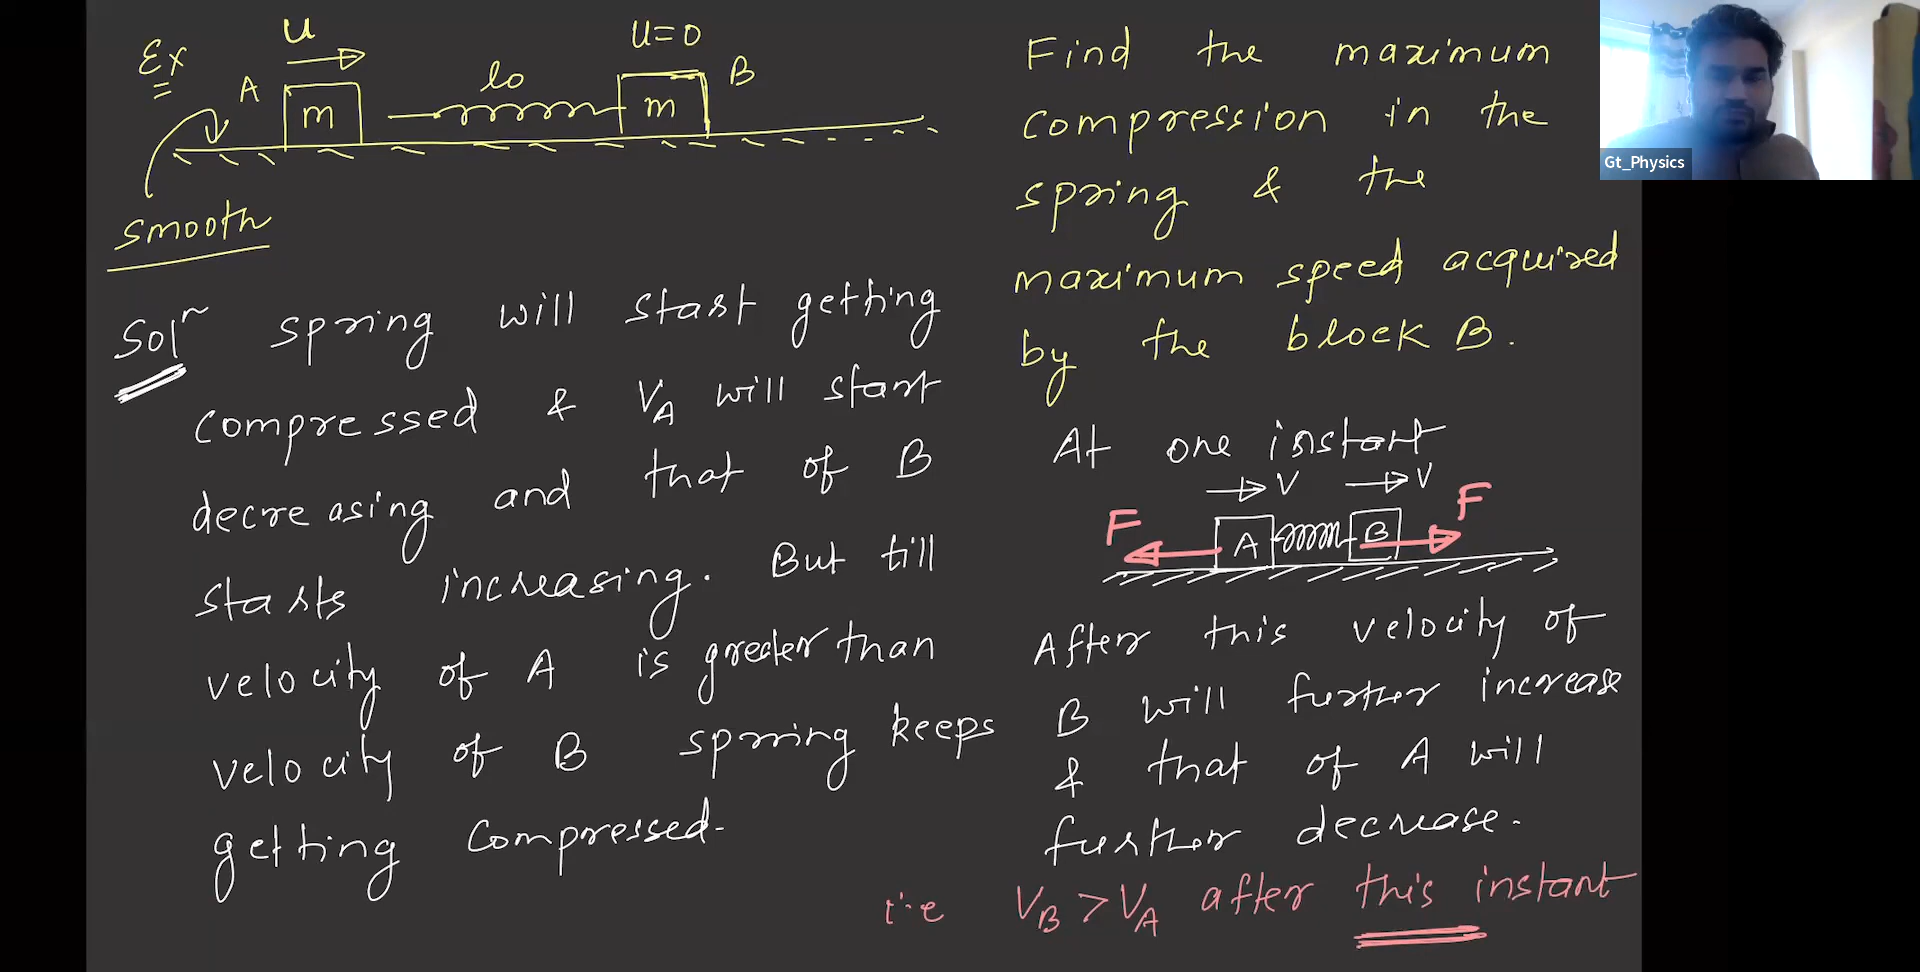 Ex
A
u
m
lo
u=0
m
B
smooth
Find the maximum
compression in the
spring & the
maximum speed acquired
by the block B.
Gt_Physics
Soln spring will start getting
compressed & VA will start
decreasing and that of B
starts increasing. But till
velocity of A is greater than
velocity of B spring keeps
getting compressed.
At one instant
V V
F A B F
After this velocity of
B will further increase
& that of A will
further decrease.
i.e VB > VA after this instant